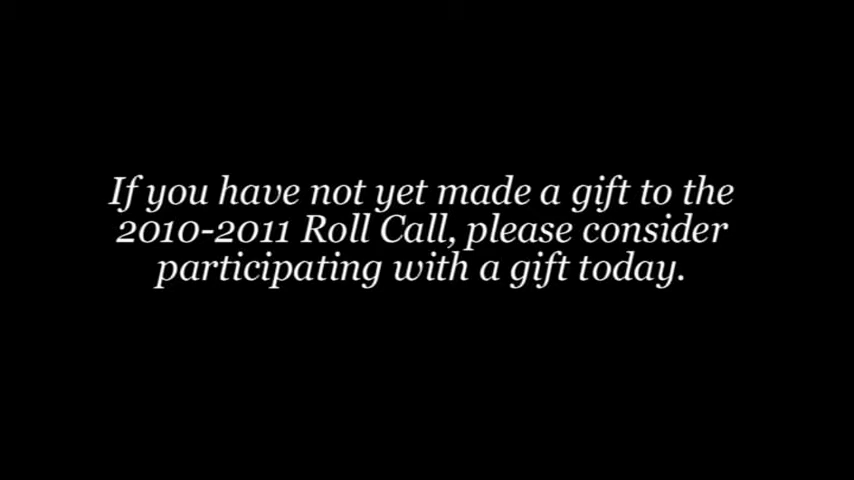 If you have not yet made a gift to the
2010-2011 Roll Call, please consider
participating with a gift today.